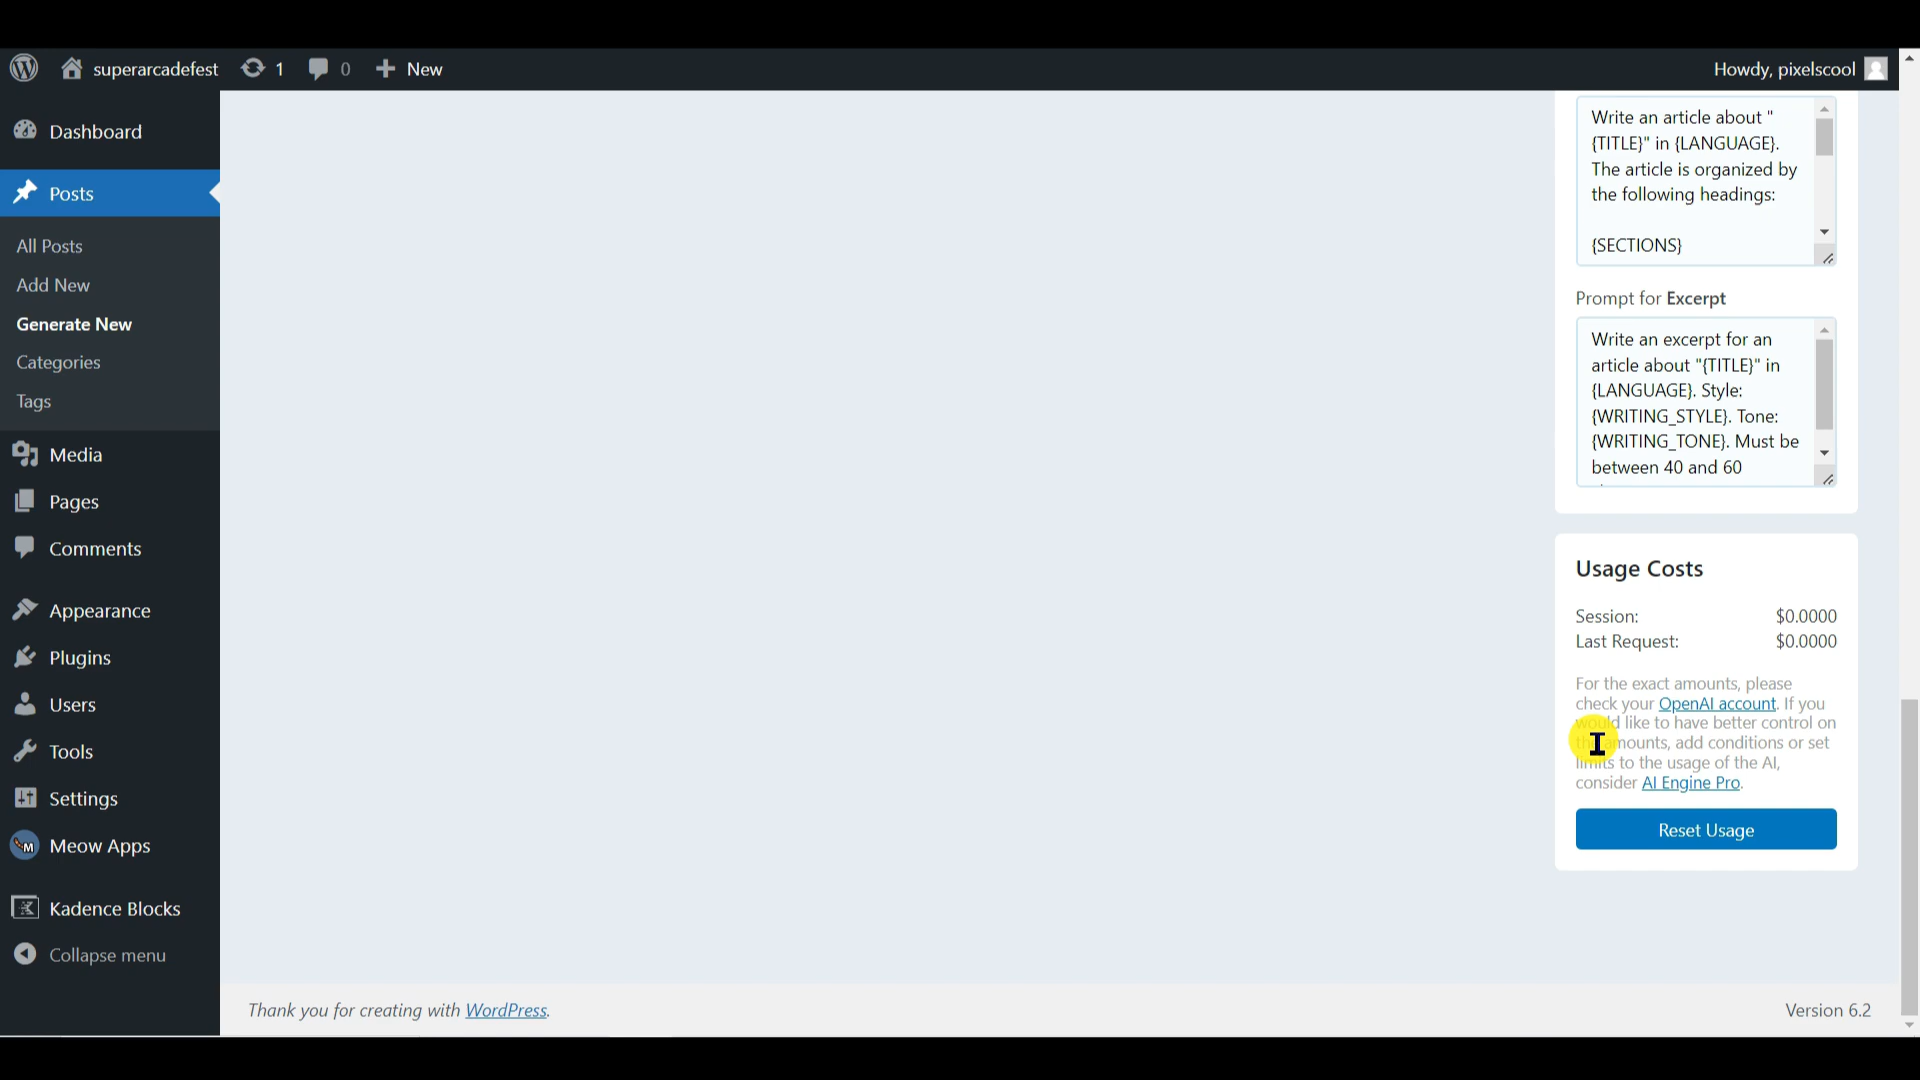 superarcadefest 1 0 New
Howdy, pixelscool
Dashboard
Posts
All Posts
Add New
Generate New
Categories
Tags
Media
Pages
Comments
Appearance
Plugins
Users
Tools
Settings
Meow Apps
Kadence Blocks
Collapse menu
Write an article about "
{TITLE}" in {LANGUAGE}.
The article is organized by
the following headings:
{SECTIONS}
Prompt for Excerpt
Write an excerpt for an
article about "{TITLE}" in
{LANGUAGE}. Style:
{WRITING_STYLE}. Tone:
{WRITING_TONE}. Must be
between 40 and 60
Usage Costs
Session: $0.0000
Last Request: $0.0000
For the exact amounts, please
check your OpenAI account. If you
would like to have better control on
the amounts, add conditions or set
limits to the usage of the AI,
consider AI Engine Pro.
Reset Usage
Thank you for creating with WordPress.
Version 6.2